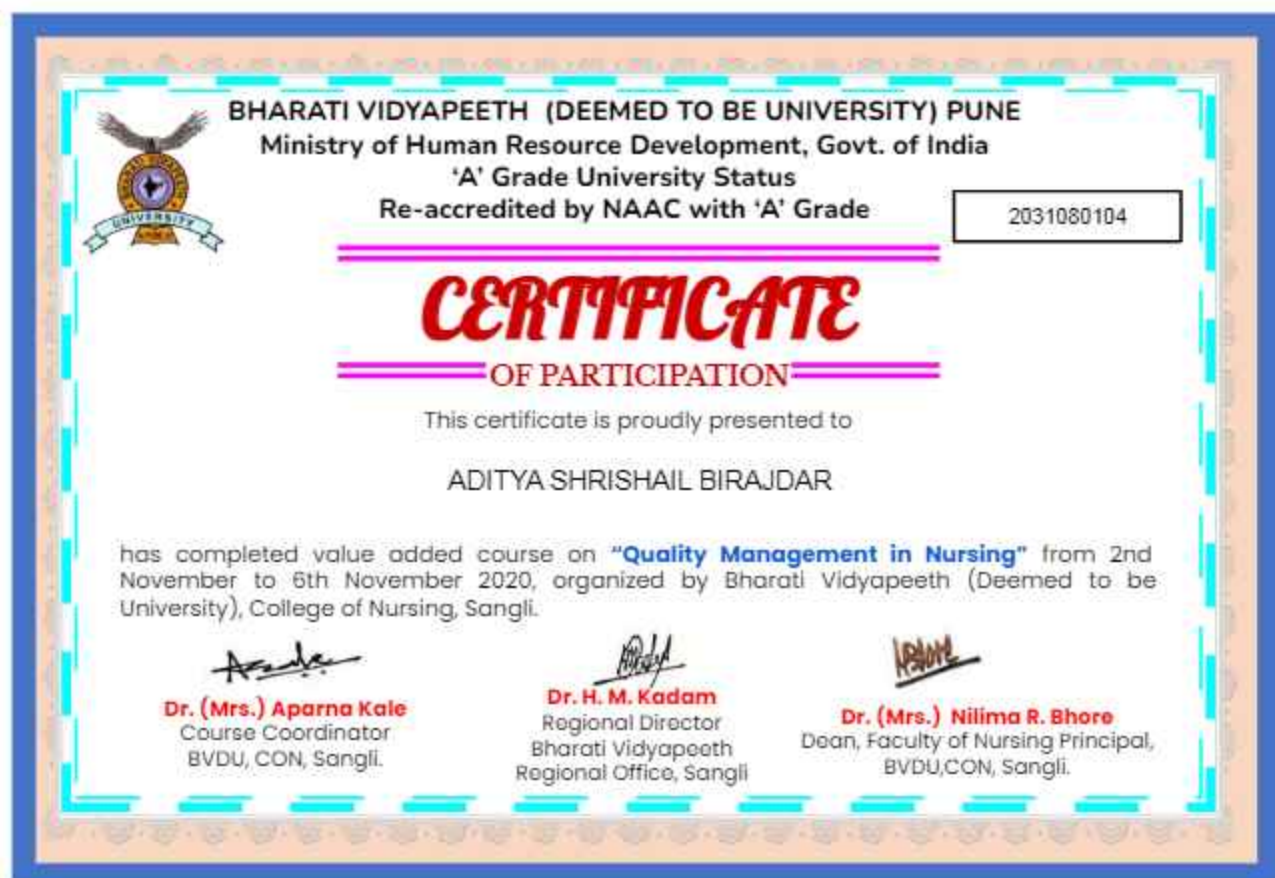 BHARATI VIDYAPEETH (DEEMED TO BE UNIVERSITY) PUNE
Ministry of Human Resource Development, Govt. of India
‘A’ Grade University Status
Re-accredited by NAAC with ‘A’ Grade
2031080104
BHARATI VIDYAPEETH
UNIVERSITY
CERTIFICATE
OF PARTICIPATION
This certificate is proudly presented to
ADITYA SHRISHAIL BIRAJDAR
has completed value added course on “Quality Management in Nursing” from 2nd
November to 6th November 2020, organized by Bharati Vidyapeeth (Deemed to be
University), College of Nursing, Sangli.
Dr. (Mrs.) Aparna Kale
Course Coordinator
BVDU, CON, Sangli.
Dr. H. M. Kadam
Regional Director
Bharati Vidyapeeth
Regional Office, Sangli
Dr. (Mrs.) Nilima R. Bhore
Dean, Faculty of Nursing Principal,
BVDU,CON, Sangli.